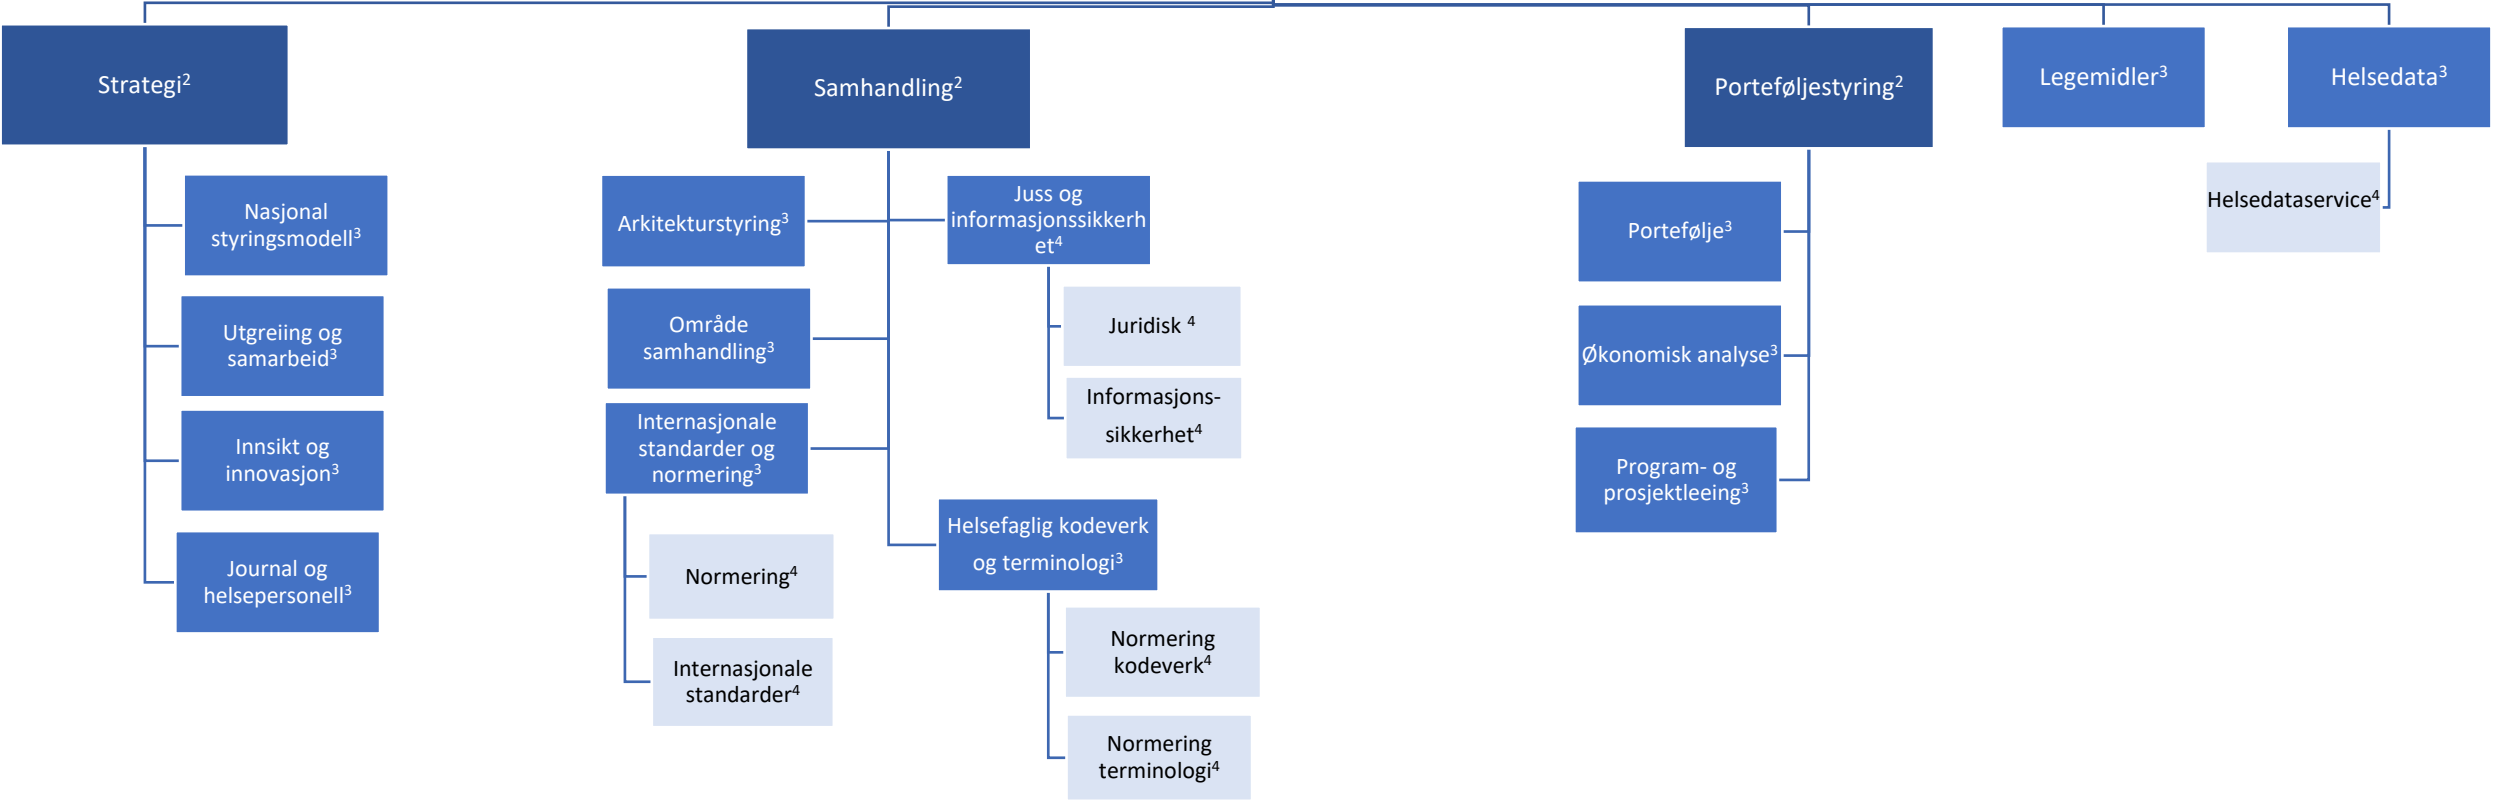 Strategi²
Samhandling²
Porteføljestyring²
Legemidler³
Helsedata³
Nasjonal
styringsmodell³
Utgreiing og
samarbeid³
Innsikt og
innovasjon³
Journal og
helsepersonell³
Arkitekturstyring³
Område
samhandling³
Internasjonale
standarder og
normering³
Normering⁴
Internasjonale
standarder⁴
Juss og
informasjonssikkerh
et⁴
Juridisk ⁴
Informasjons-
sikkerhet⁴
Helsefaglig kodeverk
og terminologi³
Normering
kodeverk⁴
Normering
terminologi⁴
Portefølje³
Økonomisk analyse³
Program- og
prosjektleeing³
Helsedataservice⁴